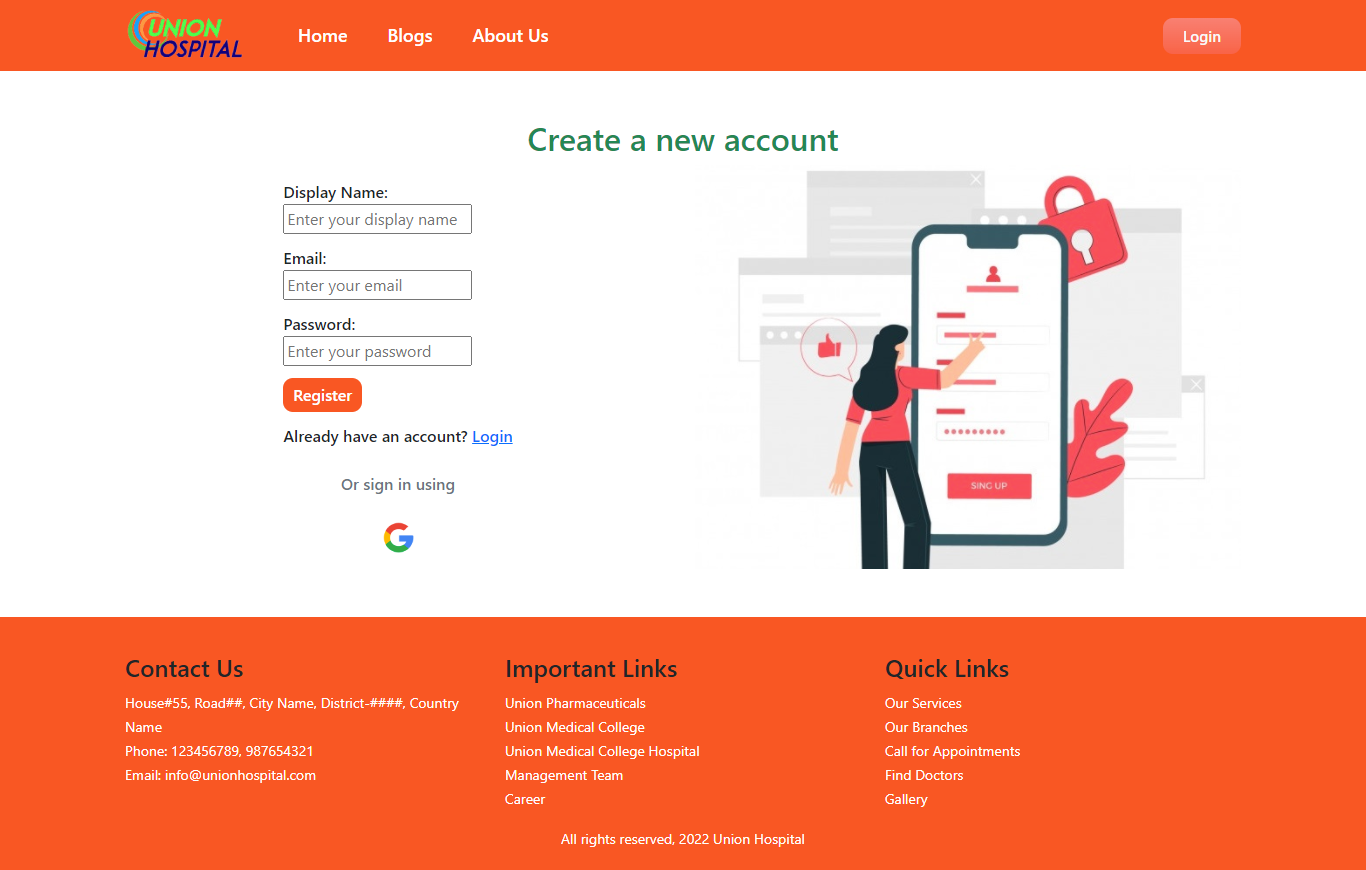 UNION
HOSPITAL
Home
Blogs
About Us
Login
Create a new account
Display Name:
Enter your display name
Email:
Enter your email
Password:
Enter your password
Register
Already have an account? Login
Or sign in using
SING UP
Contact Us
House#55, Road##, City Name, District-####, Country
Name
Phone: 123456789, 987654321
Email: info@unionhospital.com
Important Links
Union Pharmaceuticals
Union Medical College
Union Medical College Hospital
Management Team
Career
Quick Links
Our Services
Our Branches
Call for Appointments
Find Doctors
Gallery
All rights reserved, 2022 Union Hospital